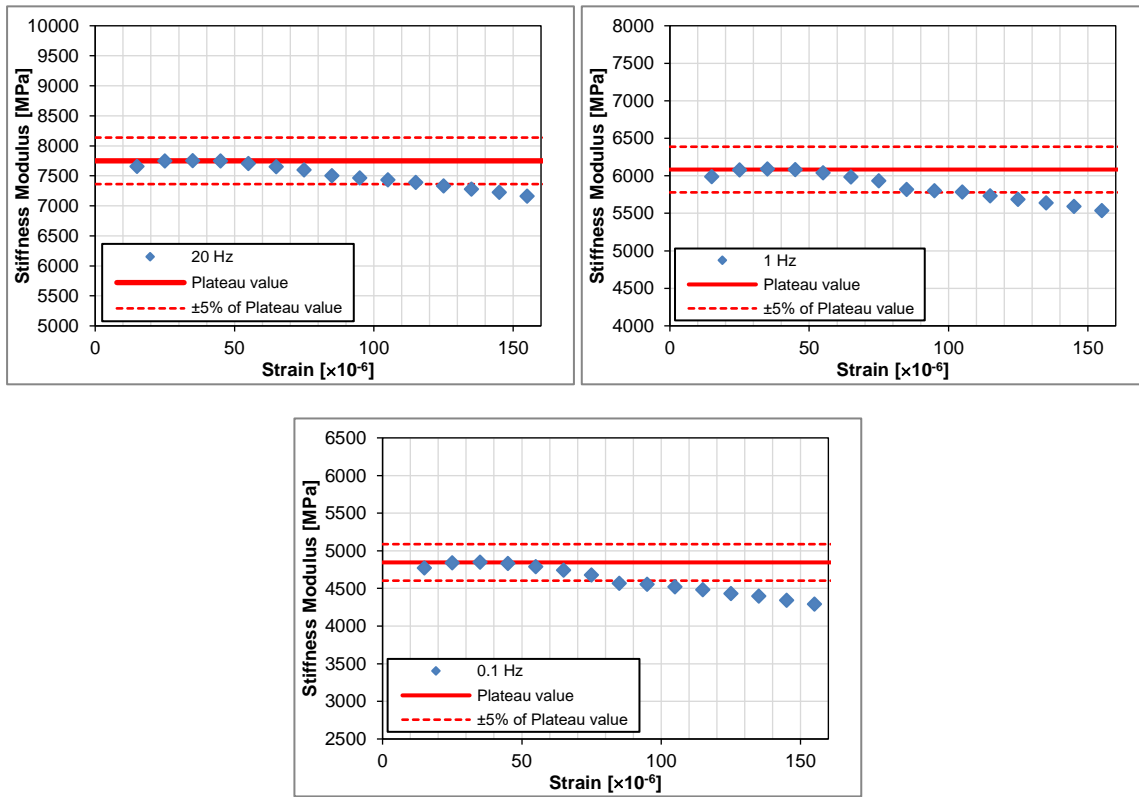 10000
9500
9000
8500
8000
7500
7000
6500
6000
5500
5000
Stiffness Modulus [MPa]
20 Hz
Plateau value
±5% of Plateau value
0 50 100 150
Strain [×10⁻⁶]
8000
7500
7000
6500
6000
5500
5000
4500
4000
Stiffness Modulus [MPa]
1 Hz
Plateau value
±5% of Plateau value
0 50 100 150
Strain [×10⁻⁶]
6500
6000
5500
5000
4500
4000
3500
3000
2500
Stiffness Modulus [MPa]
0.1 Hz
Plateau value
±5% of Plateau value
0 50 100 150
Strain [×10⁻⁶]